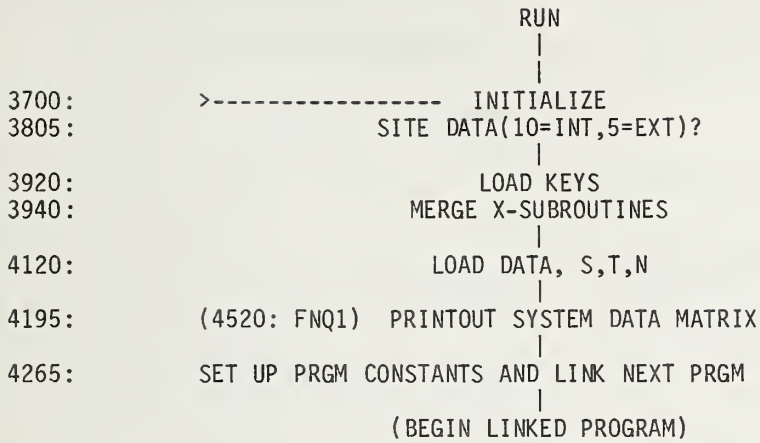 RUN
3700: >------------------ INITIALIZE
3805: SITE DATA(10=INT,5=EXT)?
3920: LOAD KEYS
3940: MERGE X-SUBROUTINES
4120: LOAD DATA, S,T,N
4195: (4520: FNQ1) PRINTOUT SYSTEM DATA MATRIX
4265: SET UP PRGM CONSTANTS AND LINK NEXT PRGM
(BEGIN LINKED PROGRAM)